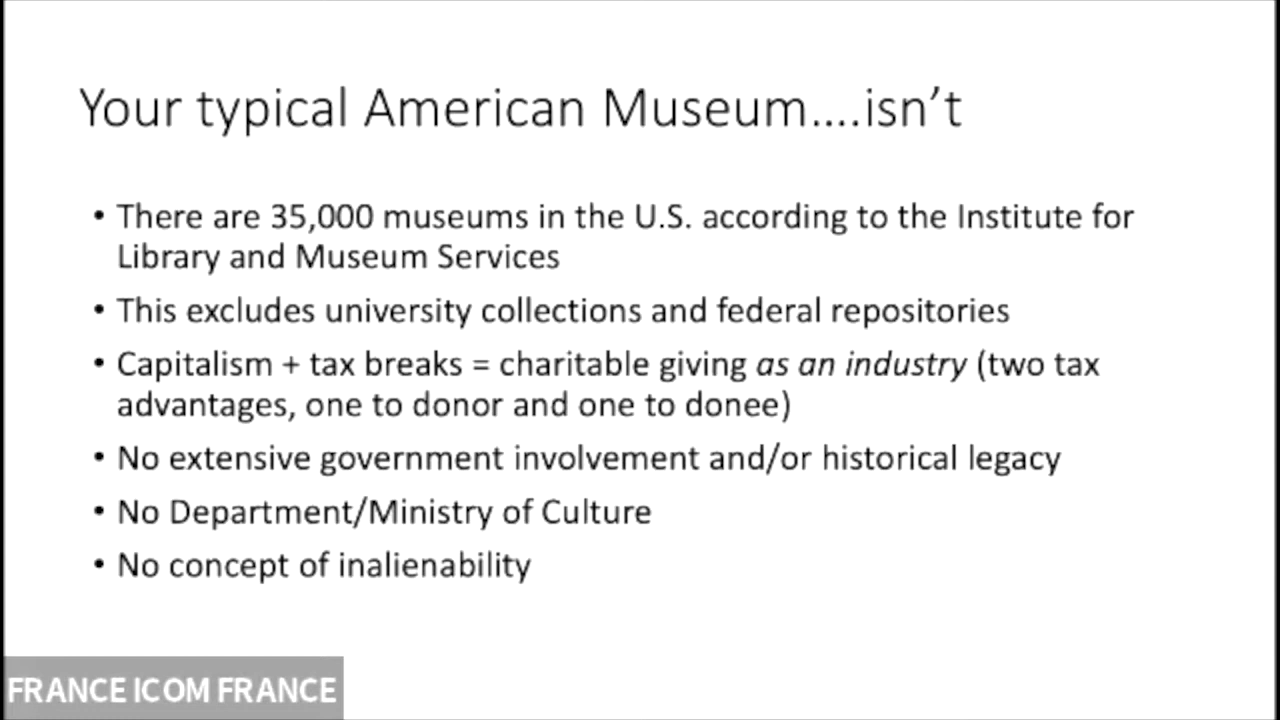 Your typical American Museum….isn’t
• There are 35,000 museums in the U.S. according to the Institute for
Library and Museum Services
• This excludes university collections and federal repositories
• Capitalism + tax breaks = charitable giving as an industry (two tax
advantages, one to donor and one to donee)
• No extensive government involvement and/or historical legacy
• No Department/Ministry of Culture
• No concept of inalienability
FRANCE ICOM FRANCE